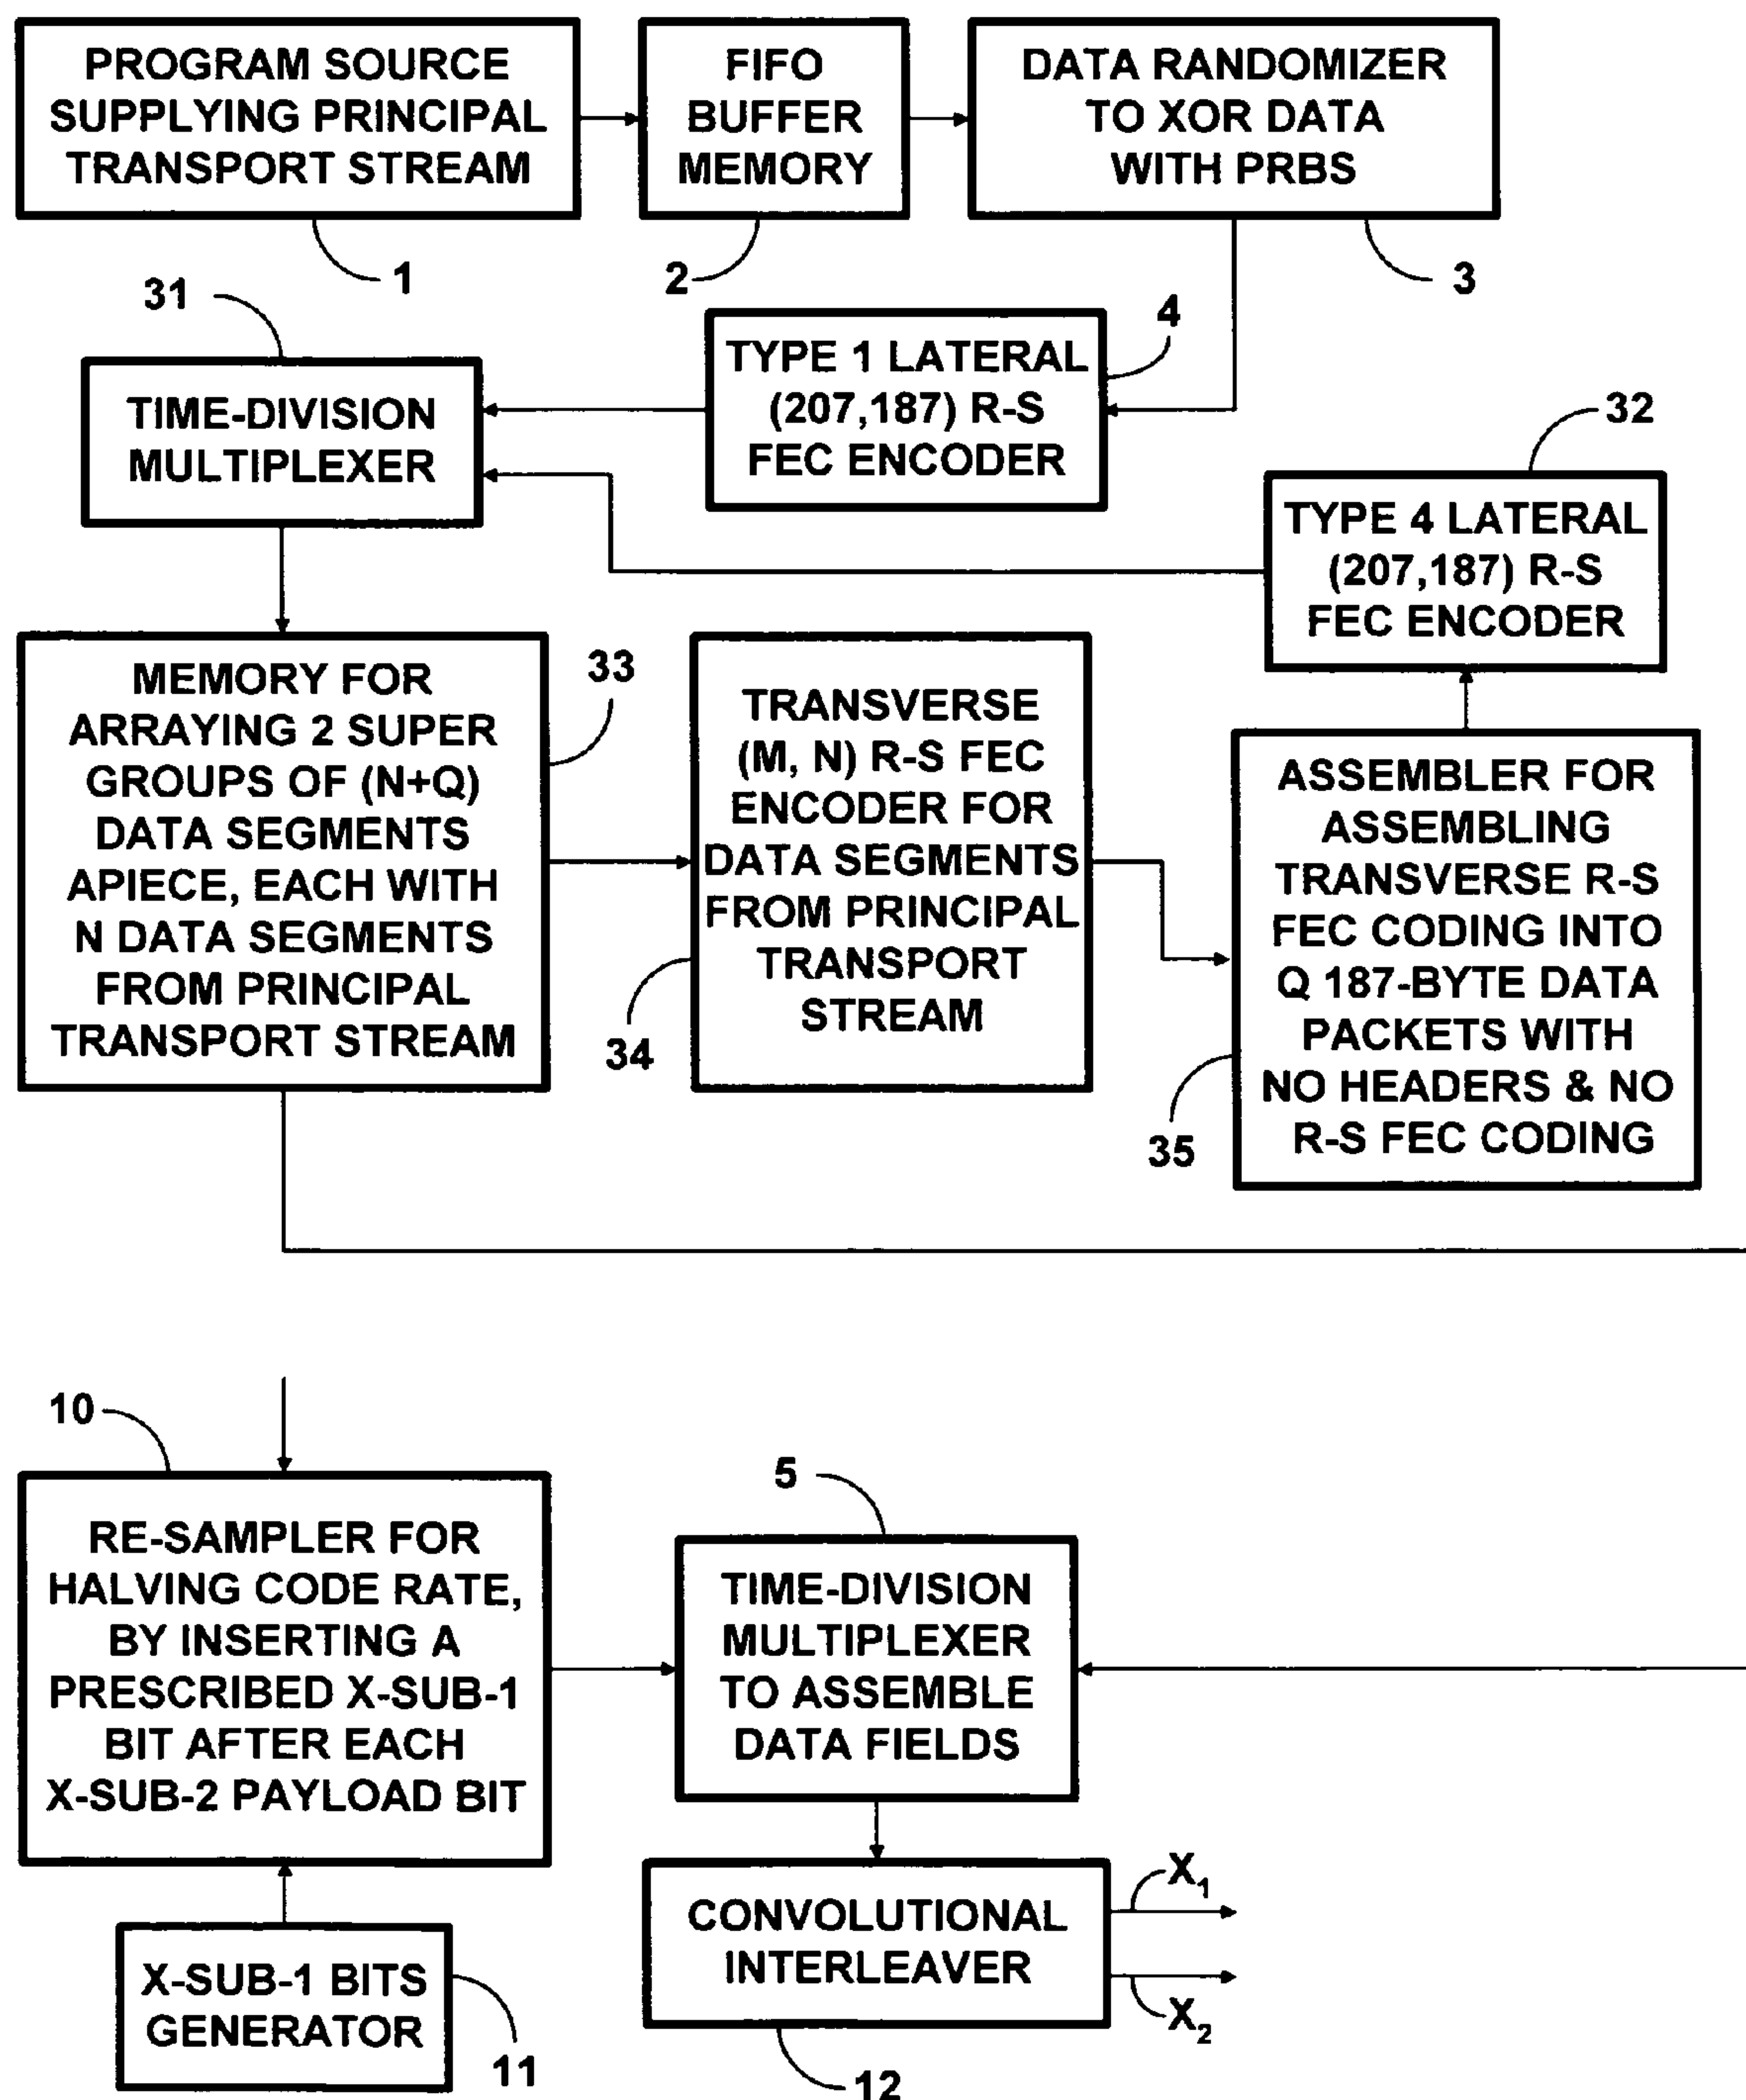 PROGRAM SOURCE
SUPPLYING PRINCIPAL
TRANSPORT STREAM
FIFO
BUFFER
MEMORY
DATA RANDOMIZER
TO XOR DATA
WITH PRBS
1
2
3
31
TIME-DIVISION
MULTIPLEXER
4
TYPE 1 LATERAL
(207,187) R-S
FEC ENCODER
32
TYPE 4 LATERAL
(207,187) R-S
FEC ENCODER
33
MEMORY FOR
ARRAYING 2 SUPER
GROUPS OF (N+Q)
DATA SEGMENTS
APIECE, EACH WITH
N DATA SEGMENTS
FROM PRINCIPAL
TRANSPORT STREAM
TRANSVERSE
(M, N) R-S FEC
ENCODER FOR
DATA SEGMENTS
FROM PRINCIPAL
TRANSPORT
STREAM
34
ASSEMBLER FOR
ASSEMBLING
TRANSVERSE R-S
FEC CODING INTO
Q 187-BYTE DATA
PACKETS WITH
NO HEADERS & NO
R-S FEC CODING
35
10
RE-SAMPLER FOR
HALVING CODE RATE,
BY INSERTING A
PRESCRIBED X-SUB-1
BIT AFTER EACH
X-SUB-2 PAYLOAD BIT
5
TIME-DIVISION
MULTIPLEXER
TO ASSEMBLE
DATA FIELDS
CONVOLUTIONAL
INTERLEAVER
X₁
X₂
X-SUB-1 BITS
GENERATOR
11
12